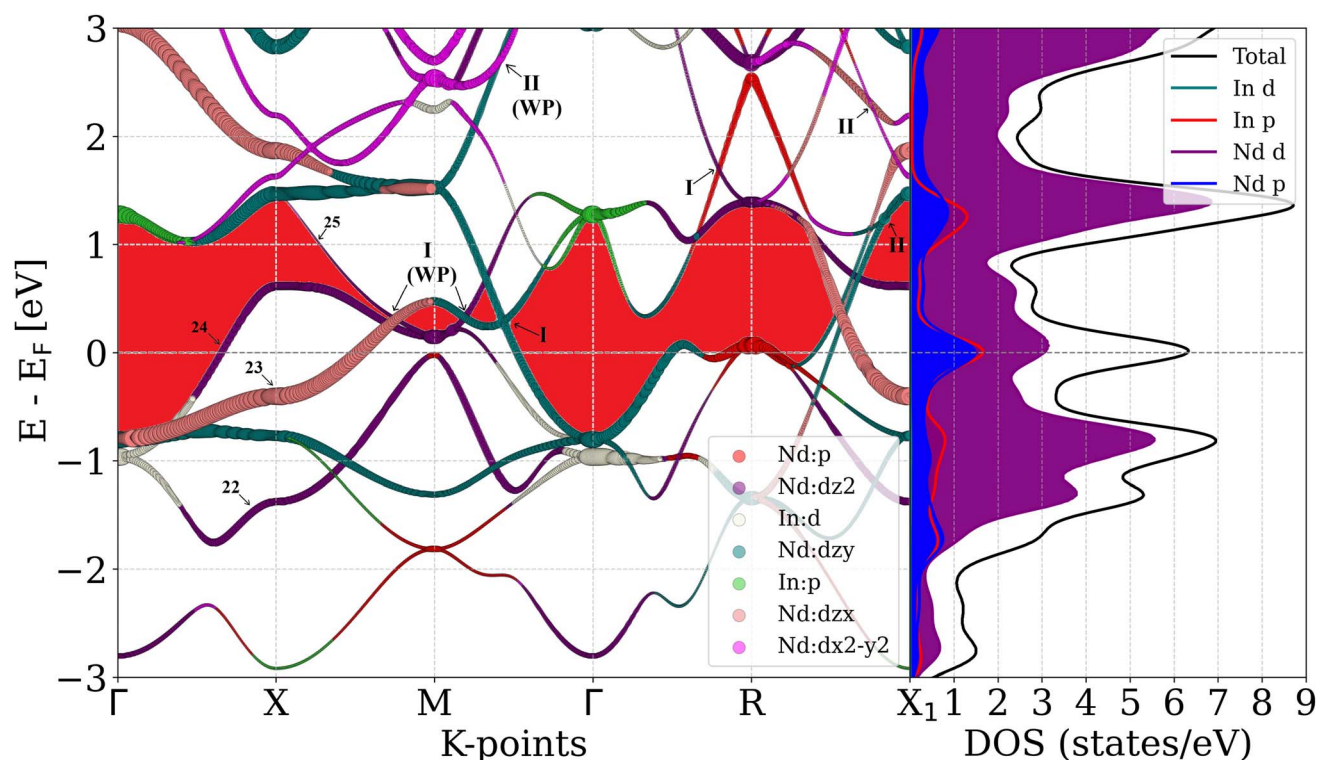 3
2
1
0
−1
−2
−3
E - E_F [eV]
Γ
X
M
Γ
R
X
K-points
25
24
23
22
I
(WP)
I
II
(WP)
I
II
II
Nd:p
Nd:dz2
In:d
Nd:dzy
In:p
Nd:dzx
Nd:dx2-y2
Total
In d
In p
Nd d
Nd p
1
2
3
4
5
6
7
8
9
DOS (states/eV)